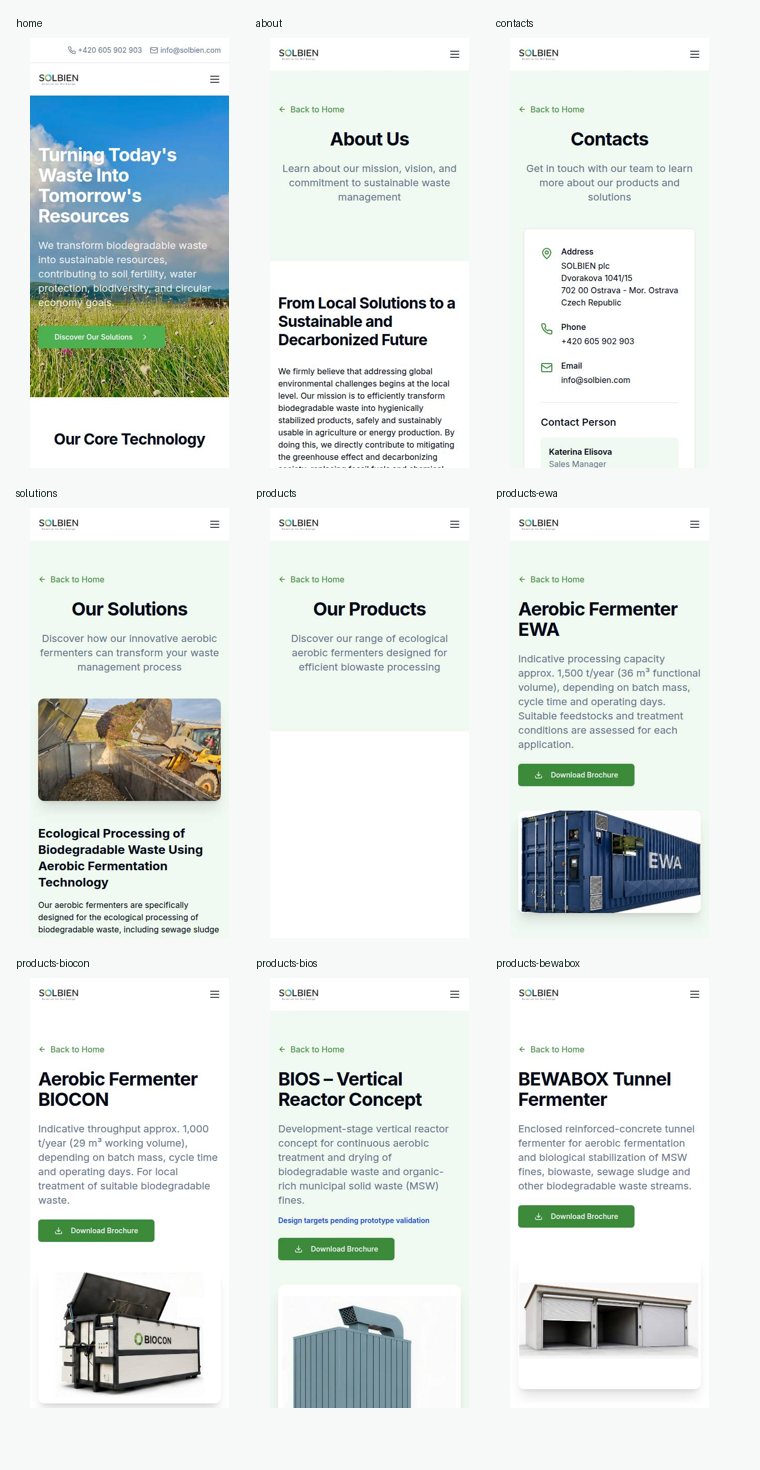 home
+420 605 902 903 info@solbien.com
SOLBIEN
Turning Today's
Waste Into
Tomorrow's
Resources
We transform biodegradable waste
into sustainable resources,
contributing to soil fertility, water
protection, biodiversity, and circular
economy goals.
Discover Our Solutions
Our Core Technology
about
SOLBIEN
Back to Home
About Us
Learn about our mission, vision, and
commitment to sustainable waste
management
From Local Solutions to a
Sustainable and
Decarbonized Future
We firmly believe that addressing global
environmental challenges begins at the local
level. Our mission is to efficiently transform
biodegradable waste into hygienically
stabilized products, safely and sustainably
usable in agriculture or energy production. By
doing this, we directly contribute to mitigating
the greenhouse effect and decarbonizing
contacts
SOLBIEN
Back to Home
Contacts
Get in touch with our team to learn
more about our products and
solutions
Address
SOLBIEN plc
Dvorakova 1041/15
702 00 Ostrava - Mor. Ostrava
Czech Republic
Phone
+420 605 902 903
Email
info@solbien.com
Contact Person
Katerina Elisova
Sales Manager
solutions
SOLBIEN
Back to Home
Our Solutions
Discover how our innovative aerobic
fermenters can transform your waste
management process
Ecological Processing of
Biodegradable Waste Using
Aerobic Fermentation
Technology
Our aerobic fermenters are specifically
designed for the ecological processing of
biodegradable waste, including sewage sludge
products
SOLBIEN
Back to Home
Our Products
Discover our range of ecological
aerobic fermenters designed for
efficient biowaste processing
products-ewa
SOLBIEN
Back to Home
Aerobic Fermenter
EWA
Indicative processing capacity
approx. 1,500 t/year (36 m³ functional
volume), depending on batch mass,
cycle time and operating days.
Suitable feedstocks and treatment
conditions are assessed for each
application.
Download Brochure
EWA
products-biocon
SOLBIEN
Back to Home
Aerobic Fermenter
BIOCON
Indicative throughput approx. 1,000
t/year (29 m³ working volume),
depending on batch mass, cycle time
and operating days. For local
treatment of suitable biodegradable
waste.
Download Brochure
BIOCON
products-bios
SOLBIEN
Back to Home
BIOS – Vertical
Reactor Concept
Development-stage vertical reactor
concept for continuous aerobic
treatment and drying of
biodegradable waste and organic-
rich municipal solid waste (MSW)
fines.
Design targets pending prototype validation
Download Brochure
products-bewabox
SOLBIEN
Back to Home
BEWABOX Tunnel
Fermenter
Enclosed reinforced-concrete tunnel
fermenter for aerobic fermentation
and biological stabilization of MSW
fines, biowaste, sewage sludge and
other biodegradable waste streams.
Download Brochure